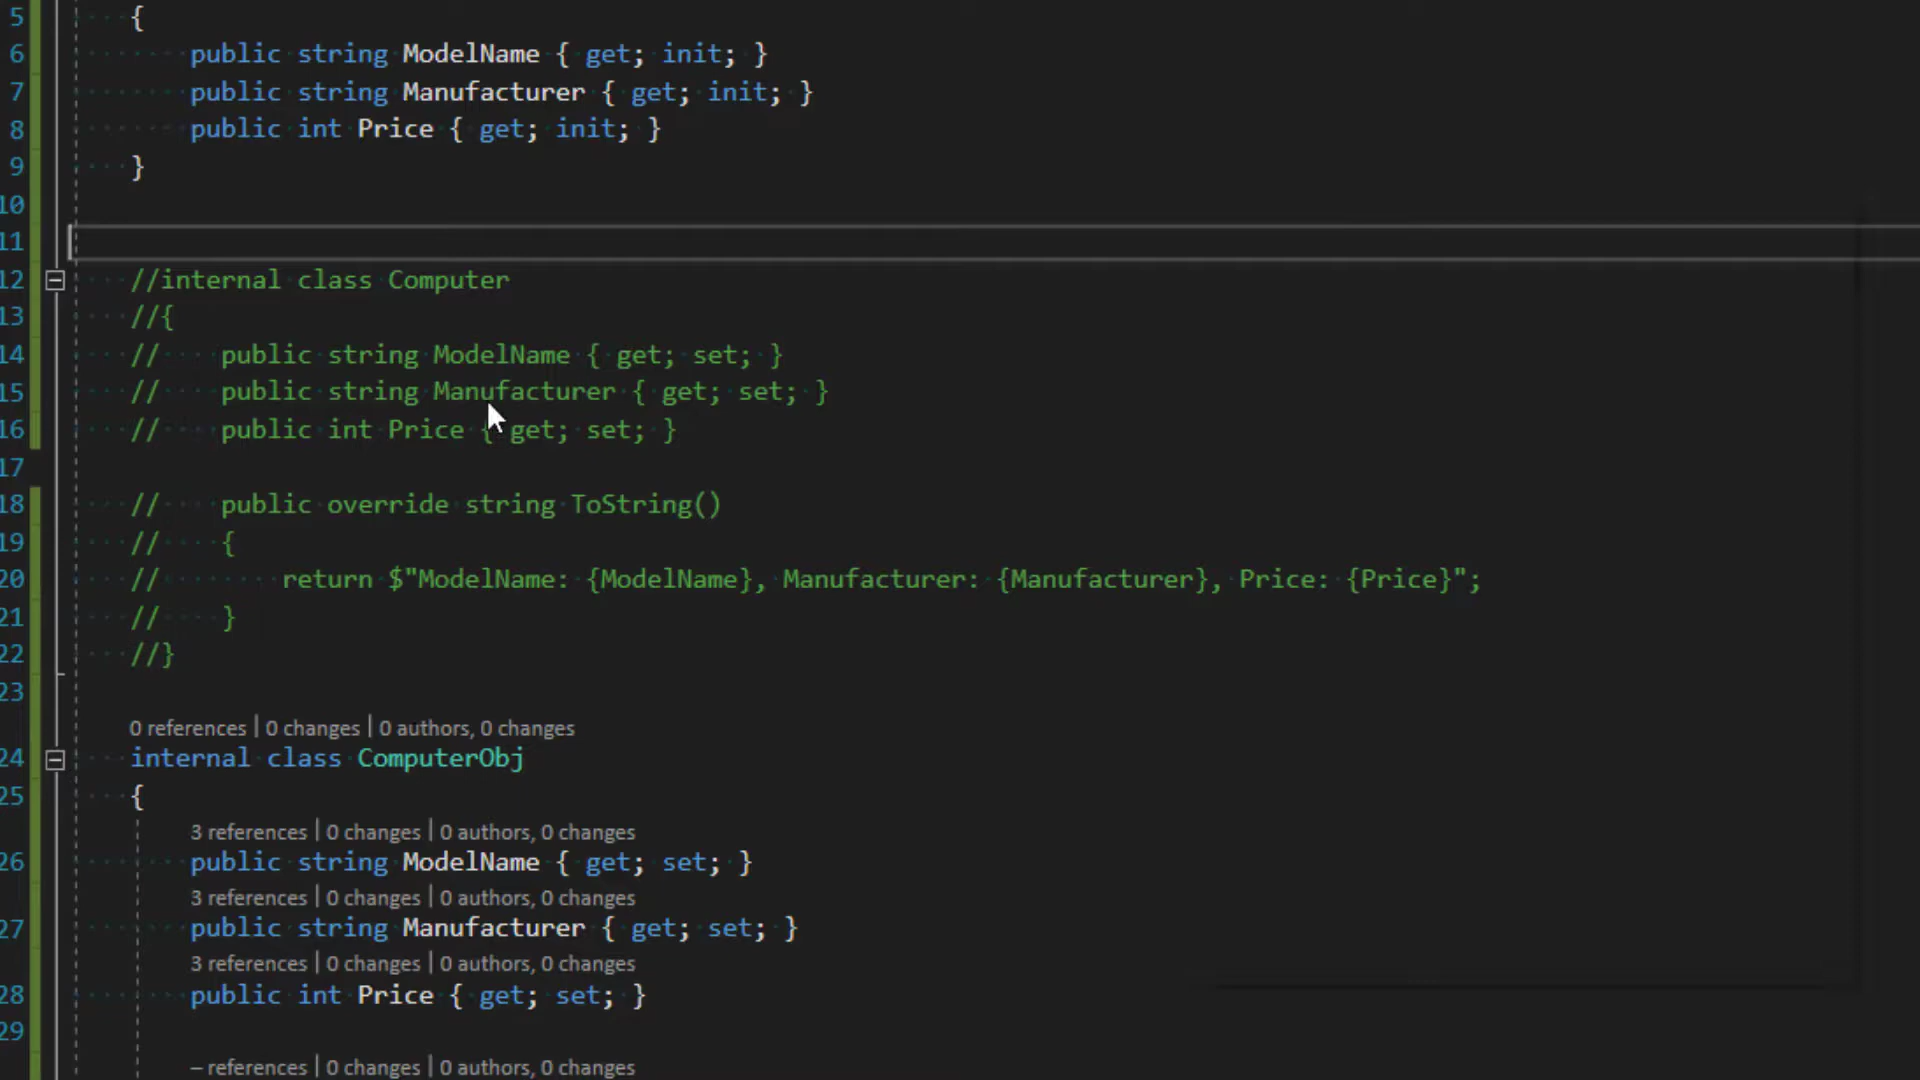 5 {
6 public string ModelName { get; init; }
7 public string Manufacturer { get; init; }
8 public int Price { get; init; }
9 }
10
11
12 //internal class Computer
13 //{
14 //    public string ModelName { get; set; }
15 //    public string Manufacturer { get; set; }
16 //    public int Price { get; set; }
17
18 //    public override string ToString()
19 //    {
20 //        return $"ModelName: {ModelName}, Manufacturer: {Manufacturer}, Price: {Price}";
21 //    }
22 //}
23
0 references | 0 changes | 0 authors, 0 changes
24 internal class ComputerObj
25 {
3 references | 0 changes | 0 authors, 0 changes
26 public string ModelName { get; set; }
3 references | 0 changes | 0 authors, 0 changes
27 public string Manufacturer { get; set; }
3 references | 0 changes | 0 authors, 0 changes
28 public int Price { get; set; }
29
– references | 0 changes | 0 authors, 0 changes